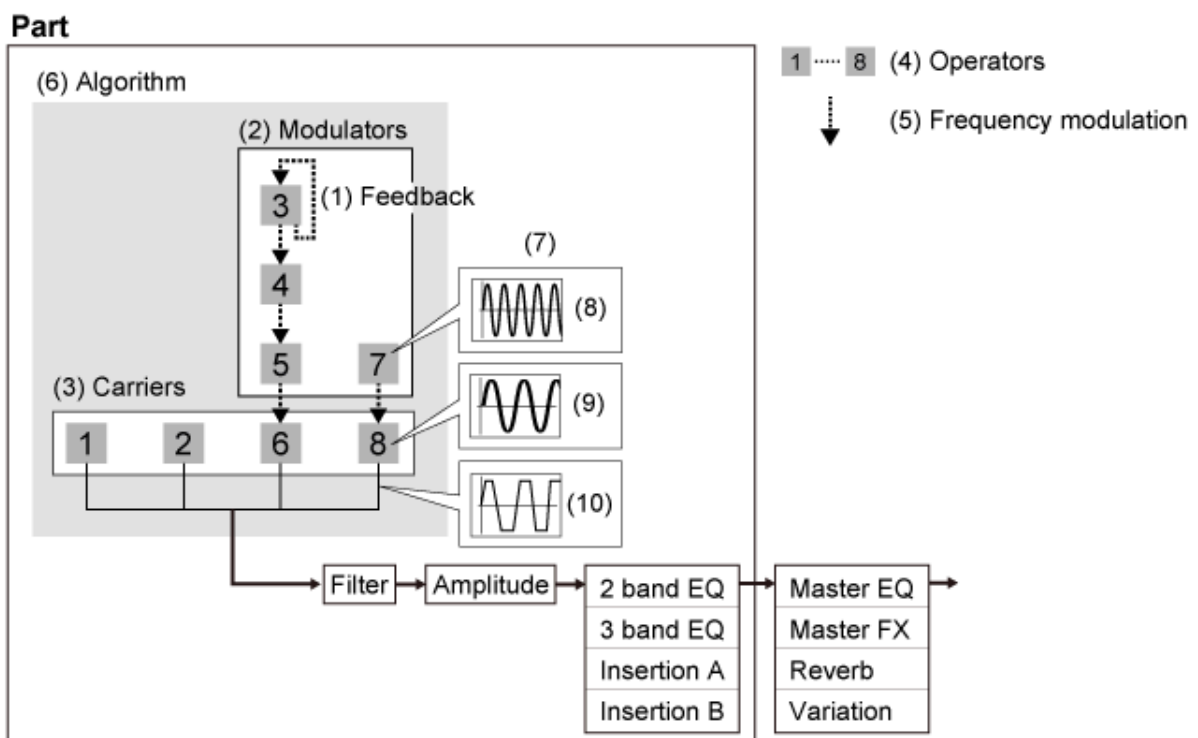 Part
(6) Algorithm
1 ..... 8 (4) Operators
(5) Frequency modulation
(2) Modulators
3
(1) Feedback
4
(7)
(8)
5
7
(3) Carriers
(9)
1 2 6 8
(10)
Filter
Amplitude
2 band EQ
3 band EQ
Insertion A
Insertion B
Master EQ
Master FX
Reverb
Variation